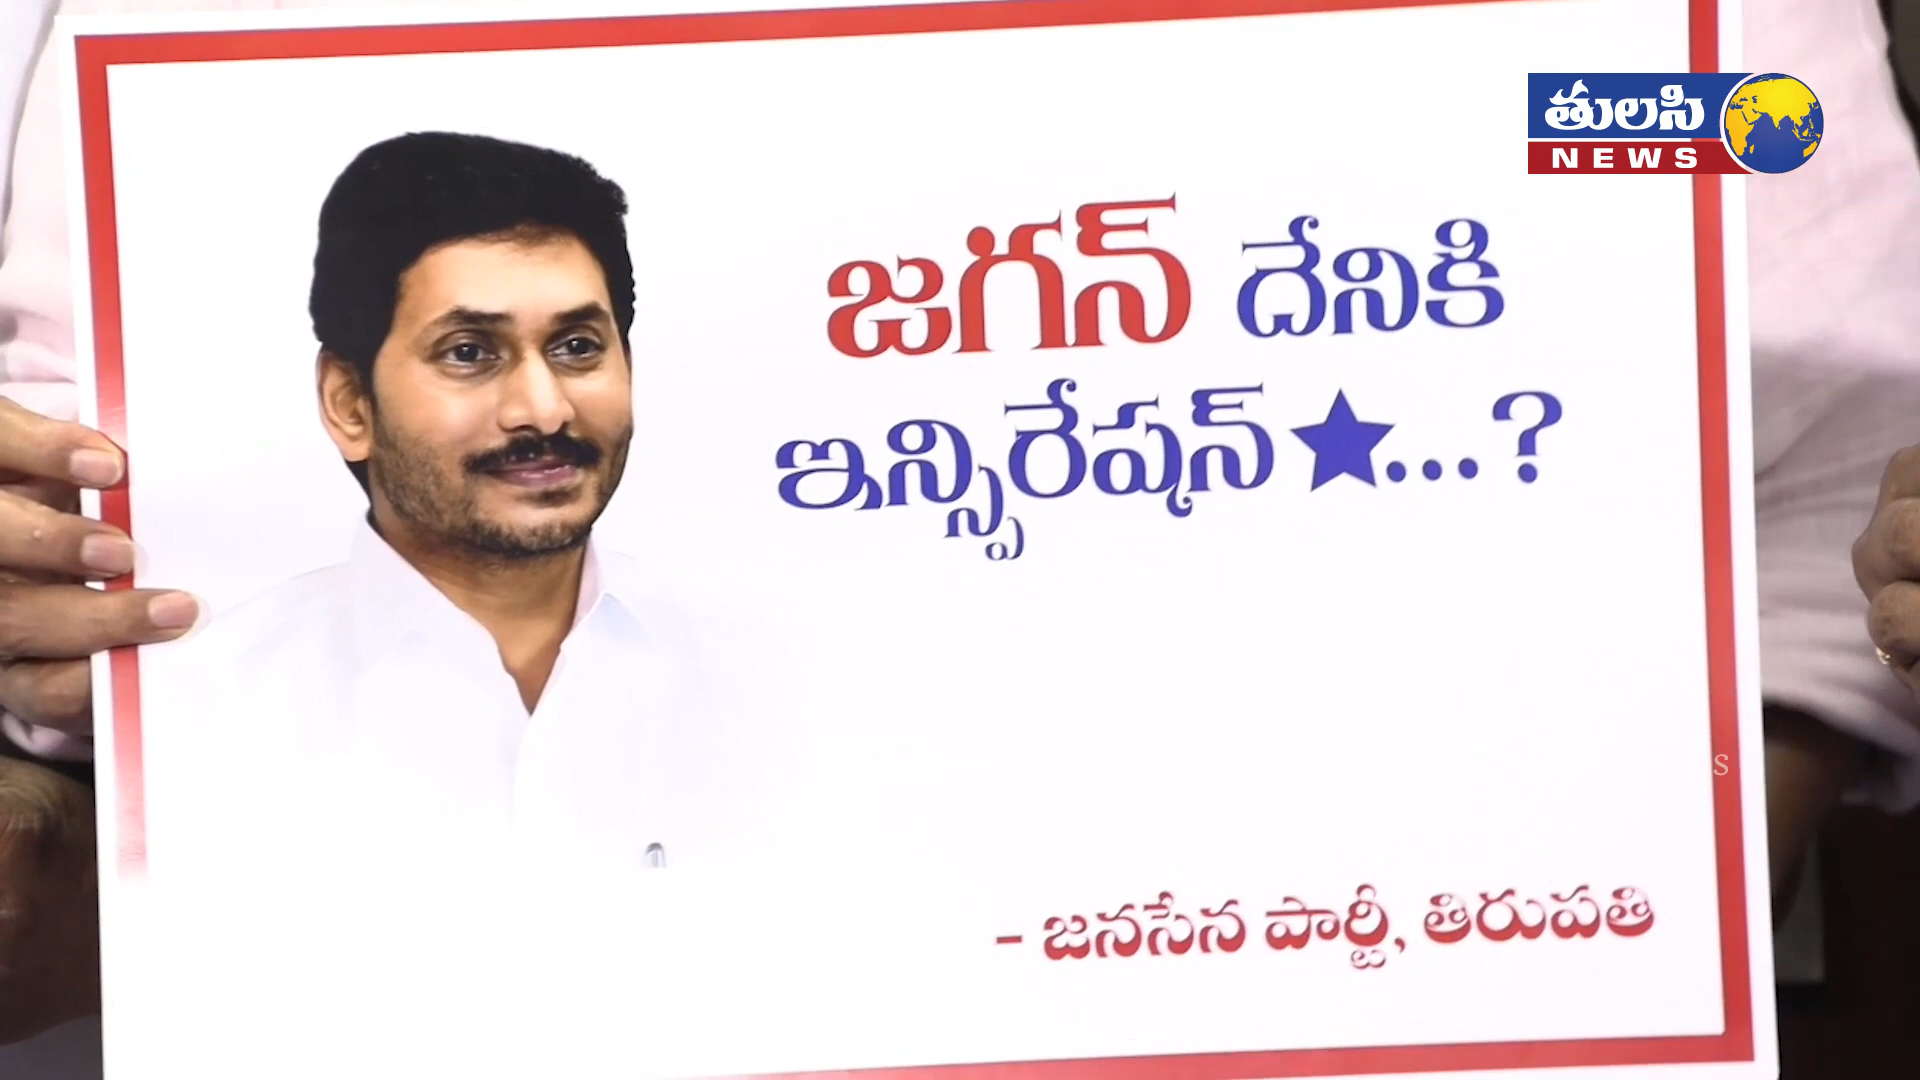 తులసి
NEWS
జగన్ దేనికి
ఇన్స్పిరేషన్★...?
S
- జనసేన పార్టీ, తిరుపతి